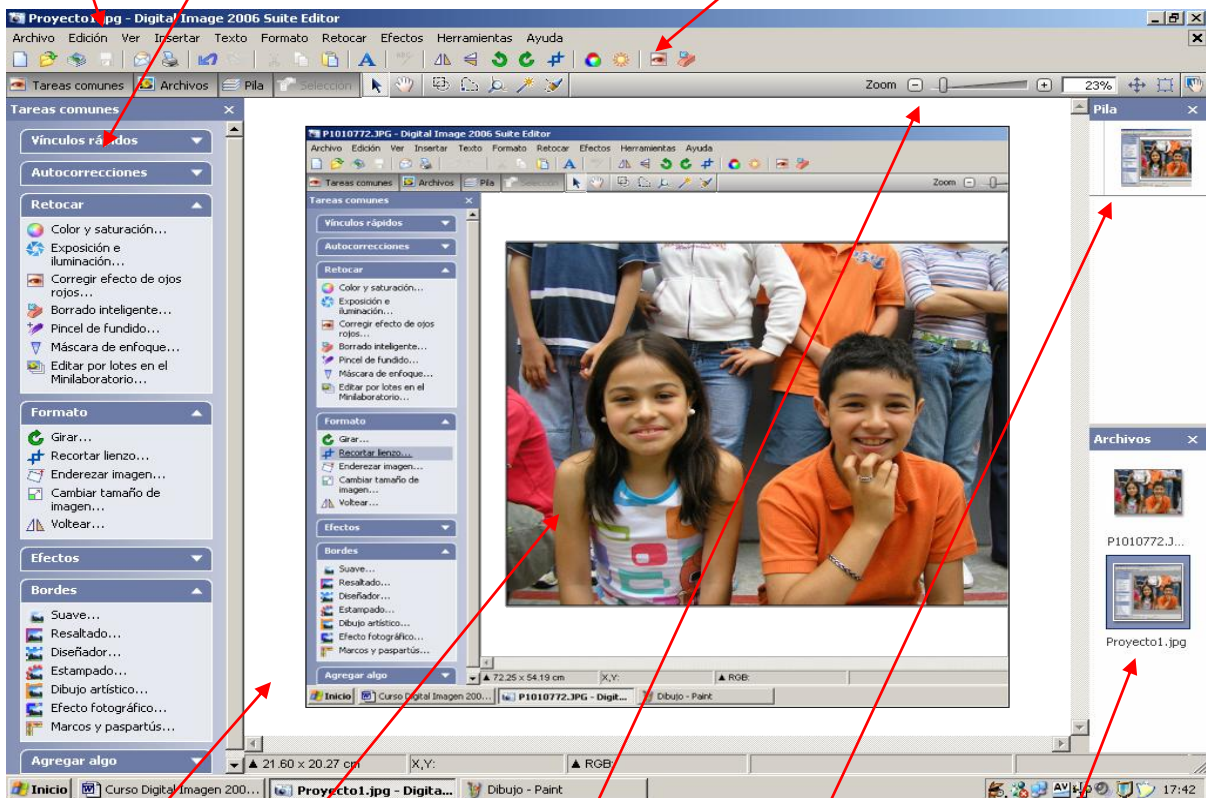 Proyecto1.jpg - Digital Image 2006 Suite Editor
Archivo Edición Ver Insertar Texto Formato Retocar Efectos Herramientas Ayuda
Tareas comunes Archivos Pila Selección Zoom 23%
Tareas comunes
Vínculos rápidos
Autocorrecciones
Retocar
Color y saturación...
Exposición e
iluminación...
Corregir efecto de ojos
rojos...
Borrado inteligente...
Pincel de fundido...
Máscara de enfoque...
Editar por lotes en el
Minilaboratorio...
Formato
Girar...
Recortar lienzo...
Enderezar imagen...
Cambiar tamaño de
imagen...
Voltear...
Efectos
Bordes
Suave...
Resaltado...
Diseñador...
Estampado...
Dibujo artístico...
Efecto fotográfico...
Marcos y paspartús...
Agregar algo
P1010772.JPG - Digital Image 2006 Suite Editor
Archivo Edición Ver Insertar Texto Formato Retocar Efectos Herramientas Ayuda
Tareas comunes Archivos Pila Selección Zoom
Tareas comunes
Vínculos rápidos
Autocorrecciones
Retocar
Color y saturación...
Exposición e
iluminación...
Corregir efecto de ojos
rojos...
Borrado inteligente...
Pincel de fundido...
Máscara de enfoque...
Editar por lotes en el
Minilaboratorio...
Formato
Girar...
Recortar lienzo...
Enderezar imagen...
Cambiar tamaño de
imagen...
Voltear...
Efectos
Bordes
Suave...
Resaltado...
Diseñador...
Estampado...
Dibujo artístico...
Efecto fotográfico...
Marcos y paspartús...
Agregar algo
72.25 x 54.19 cm X,Y: RGB:
Inicio Curso Digital Imagen 200... P1010772.JPG - Digit... Dibujo - Paint
Pila
Archivos
P1010772.J...
Proyecto1.jpg
21.60 x 20.27 cm X,Y: RGB:
Inicio Curso Digital Imagen 200... Proyecto1.jpg - Digita... Dibujo - Paint AV 17:42